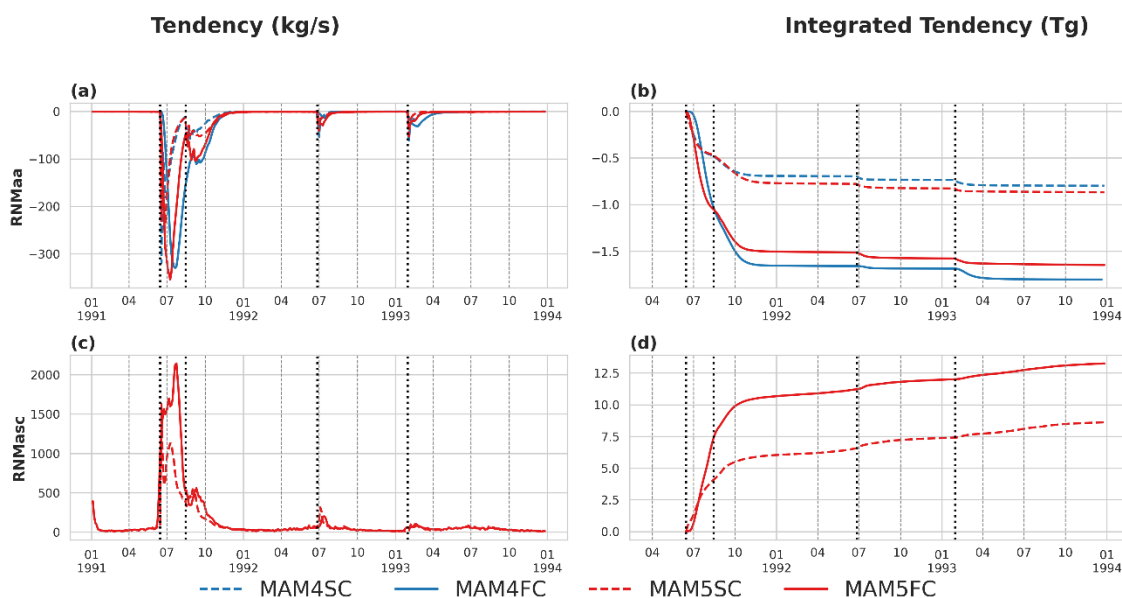 Tendency (kg/s)
Integrated Tendency (Tg)
(a)
RNMaa
0
−100
−200
−300
01 04 07 10 01 04 07 10 01 04 07 10 01
1991 1992 1993 1994
(b)
0.0
−0.5
−1.0
−1.5
04 07 10 01 04 07 10 01 04 07 10 01
1992 1993 1994
(c)
RNMasc
2000
1500
1000
500
0
01 04 07 10 01 04 07 10 01 04 07 10 01
1991 1992 1993 1994
(d)
12.5
10.0
7.5
5.0
2.5
0.0
04 07 10 01 04 07 10 01 04 07 10 01
1992 1993 1994
MAM4SC MAM4FC MAM5SC MAM5FC